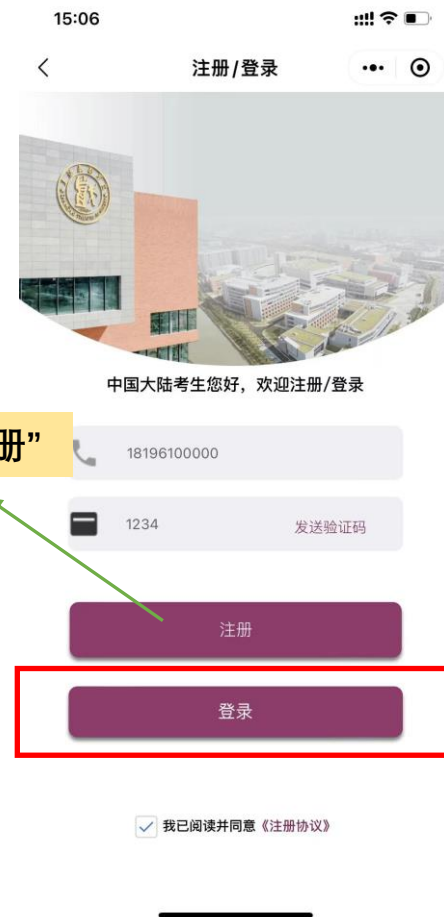 15:06
注册/登录
中国大陆考生您好，欢迎注册/登录
册”
18196100000
1234
发送验证码
注册
登录
我已阅读并同意《注册协议》